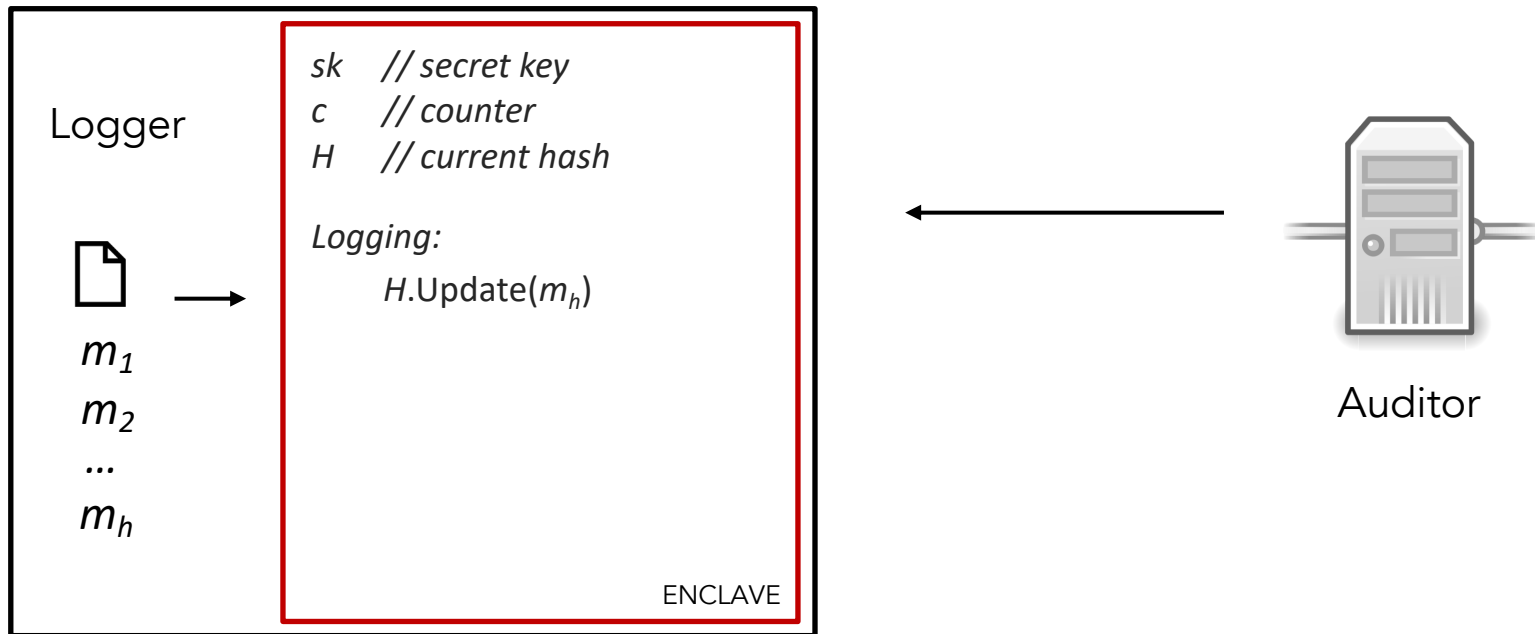 Logger
m₁
m₂
…
mₕ
sk // secret key
c // counter
H // current hash
Logging:
H.Update(mₕ)
ENCLAVE
Auditor